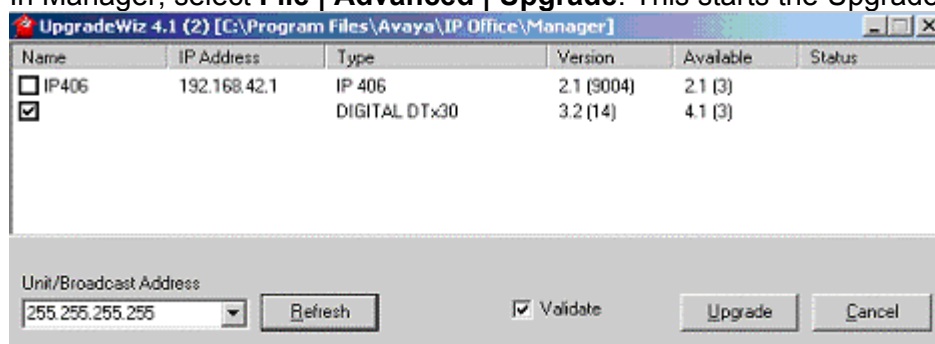 In Manager, select File | Advanced | Upgrade. This starts the Upgrade
UpgradeWiz 4.1 (2) [C:\Program Files\Avaya\IP Office\Manager]
Name IP Address Type Version Available Status
IP406 192.168.42.1 IP 406 2.1 (9004) 2.1 (3)
DIGITAL DTx30 3.2 (14) 4.1 (3)
Unit/Broadcast Address
255.255.255.255 Refresh Validate Upgrade Cancel